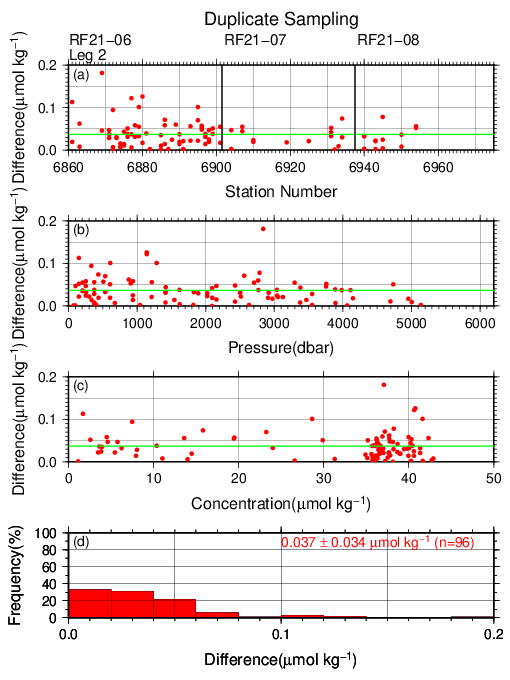 Duplicate Sampling
RF21−06 RF21−07 RF21−08
Leg 2
Difference(μmol kg⁻¹)
0.2
0.1
0.0
(a)
6860 6880 6900 6920 6940 6960
Station Number
Difference(μmol kg⁻¹)
0.2
0.1
0.0
(b)
0 1000 2000 3000 4000 5000 6000
Pressure(dbar)
Difference(μmol kg⁻¹)
0.2
0.1
0.0
(c)
0 10 20 30 40 50
Concentration(μmol kg⁻¹)
Frequency(%)
100
80
60
40
20
0
(d)
0.037 ± 0.034 μmol kg⁻¹ (n=96)
0.0 0.1 0.2
Difference(μmol kg⁻¹)